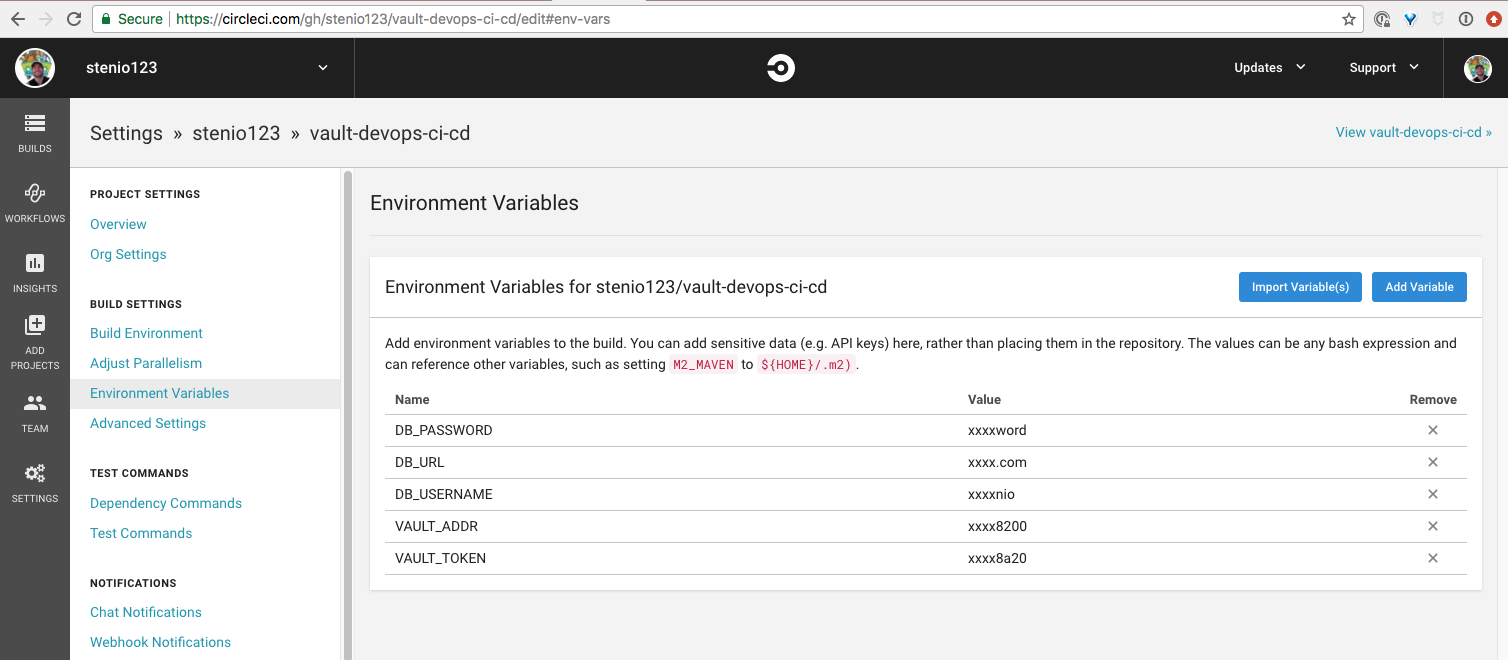 Secure https://circleci.com/gh/stenio123/vault-devops-ci-cd/edit#env-vars
stenio123
Updates
Support
BUILDS
WORKFLOWS
INSIGHTS
ADD
PROJECTS
TEAM
SETTINGS
Settings » stenio123 » vault-devops-ci-cd
View vault-devops-ci-cd »
PROJECT SETTINGS
Overview
Org Settings
BUILD SETTINGS
Build Environment
Adjust Parallelism
Environment Variables
Advanced Settings
TEST COMMANDS
Dependency Commands
Test Commands
NOTIFICATIONS
Chat Notifications
Webhook Notifications
Environment Variables
Environment Variables for stenio123/vault-devops-ci-cd
Import Variable(s) Add Variable
Add environment variables to the build. You can add sensitive data (e.g. API keys) here, rather than placing them in the repository. The values can be any bash expression and
can reference other variables, such as setting M2_MAVEN to ${HOME}/.m2) .
Name Value Remove
DB_PASSWORD xxxxword
DB_URL xxxx.com
DB_USERNAME xxxxnio
VAULT_ADDR xxxx8200
VAULT_TOKEN xxxx8a20